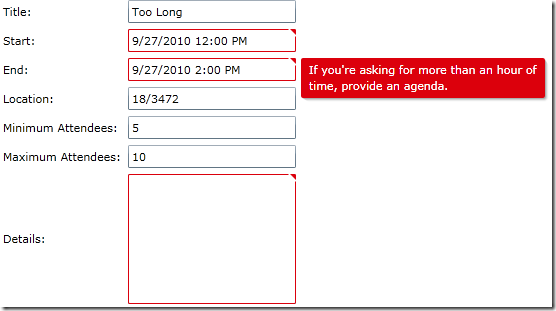 Title: Too Long
Start: 9/27/2010 12:00 PM
End: 9/27/2010 2:00 PM
If you're asking for more than an hour of
time, provide an agenda.
Location: 18/3472
Minimum Attendees: 5
Maximum Attendees: 10
Details: